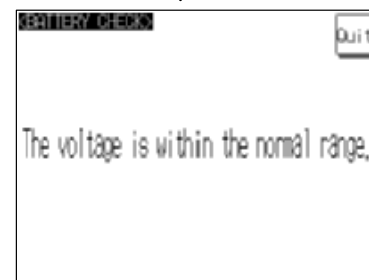 <BATTERY CHECK>
Quit
The voltage is within the normal range.